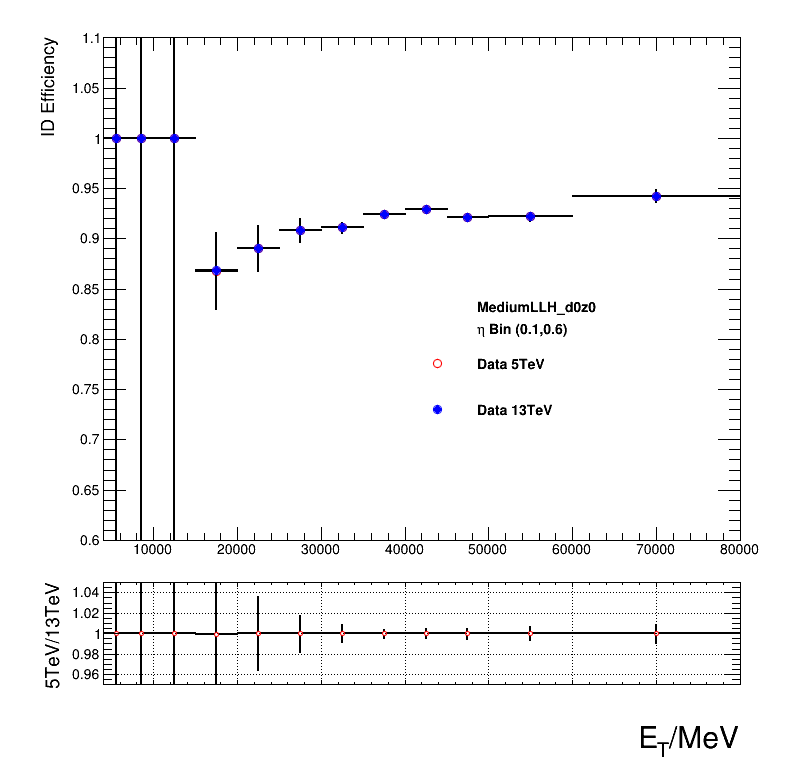 ID Efficiency
1.1
1.05
1
0.95
0.9
0.85
0.8
0.75
0.7
0.65
0.6
MediumLLH_d0z0
η Bin (0.1,0.6)
Data 5TeV
Data 13TeV
10000 20000 30000 40000 50000 60000 70000 80000
5TeV/13TeV
1.04
1.02
1
0.98
0.96
E_T/MeV